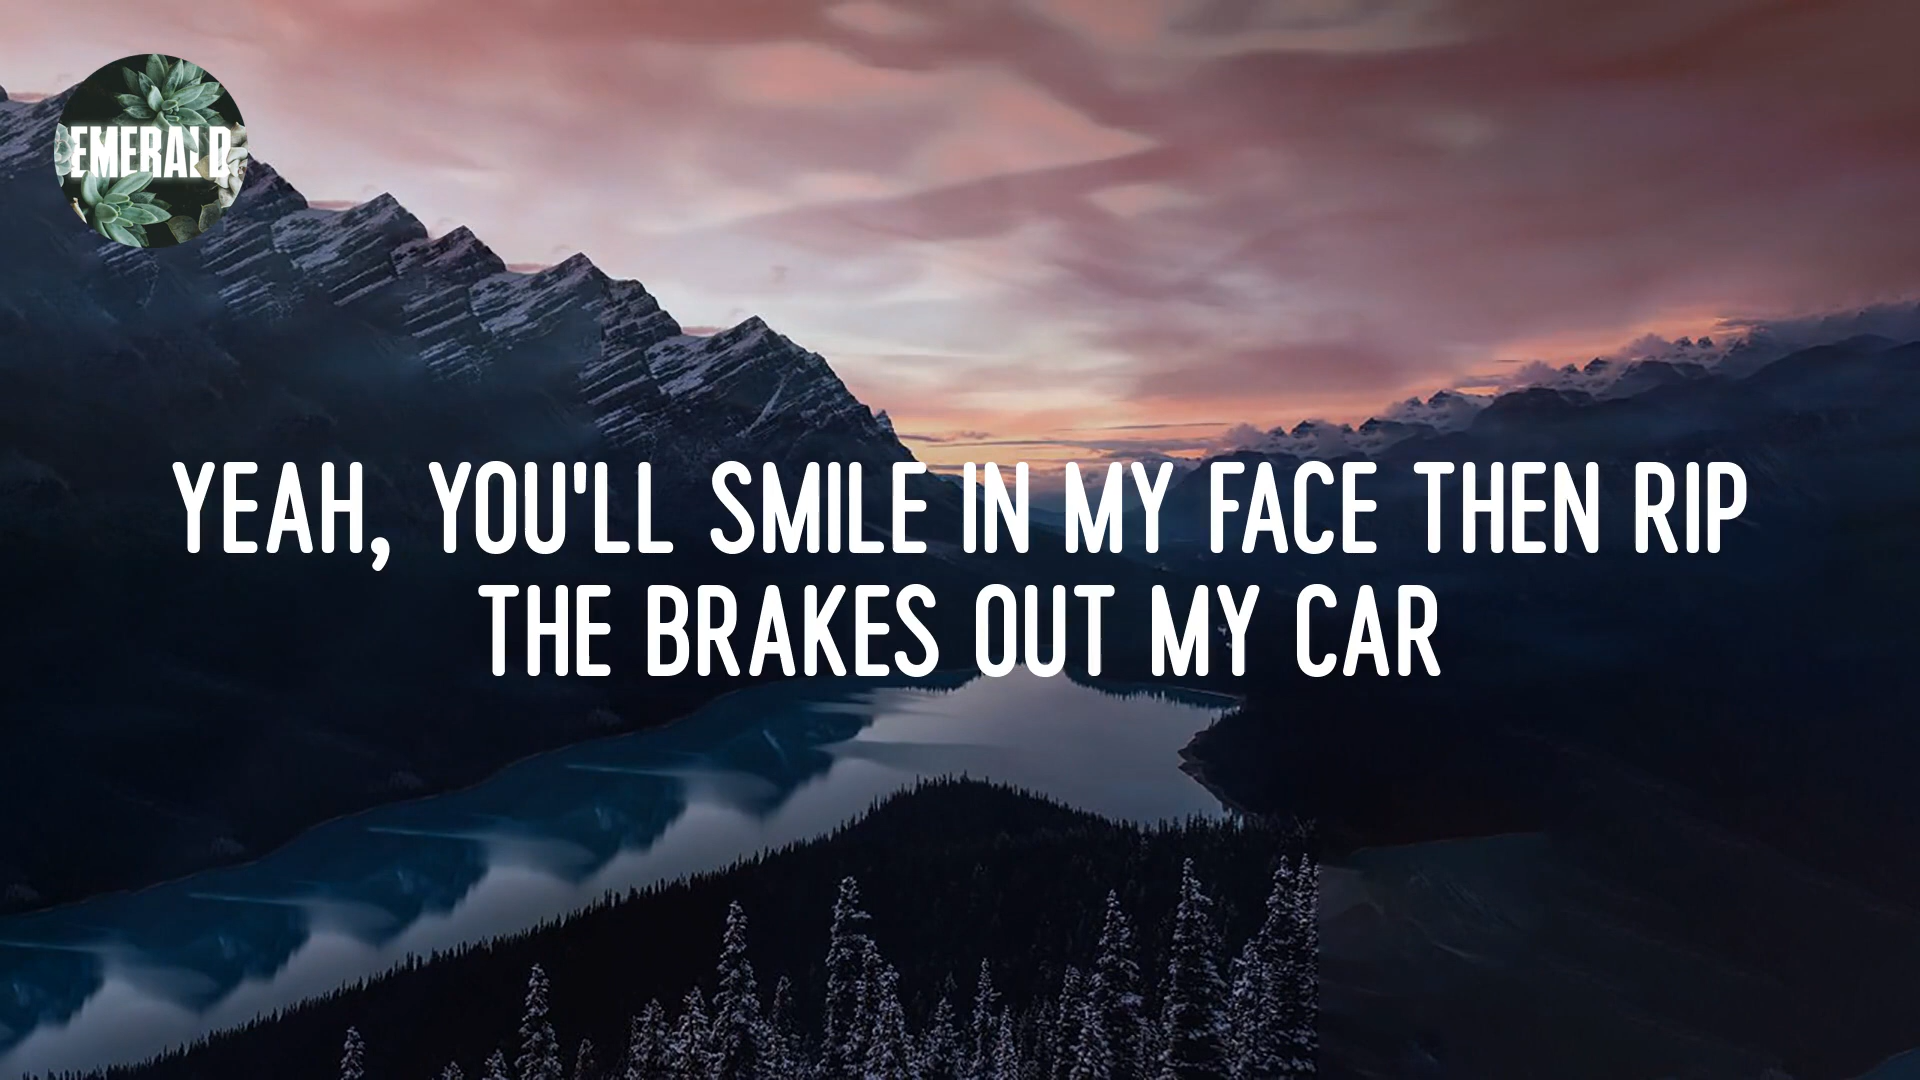 EMERALD
YEAH, YOU'LL SMILE IN MY FACE THEN RIP
THE BRAKES OUT MY CAR